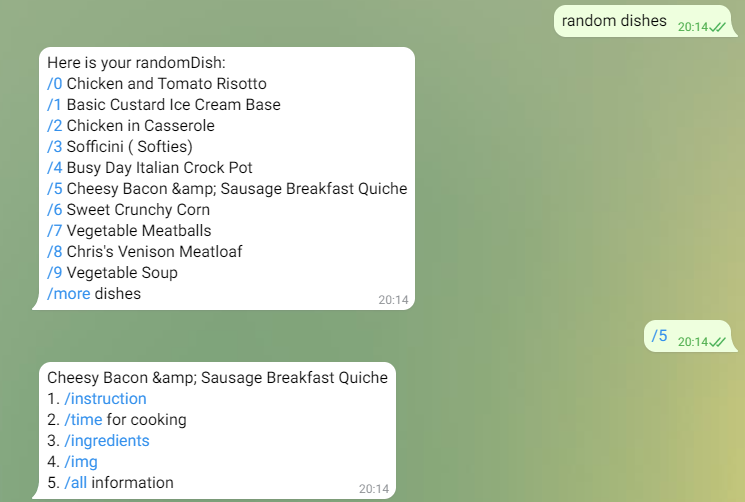 random dishes 20:14
Here is your randomDish:
/0 Chicken and Tomato Risotto
/1 Basic Custard Ice Cream Base
/2 Chicken in Casserole
/3 Sofficini ( Softies)
/4 Busy Day Italian Crock Pot
/5 Cheesy Bacon &amp; Sausage Breakfast Quiche
/6 Sweet Crunchy Corn
/7 Vegetable Meatballs
/8 Chris's Venison Meatloaf
/9 Vegetable Soup
/more dishes 20:14
/5 20:14
Cheesy Bacon &amp; Sausage Breakfast Quiche
1. /instruction
2. /time for cooking
3. /ingredients
4. /img
5. /all information 20:14